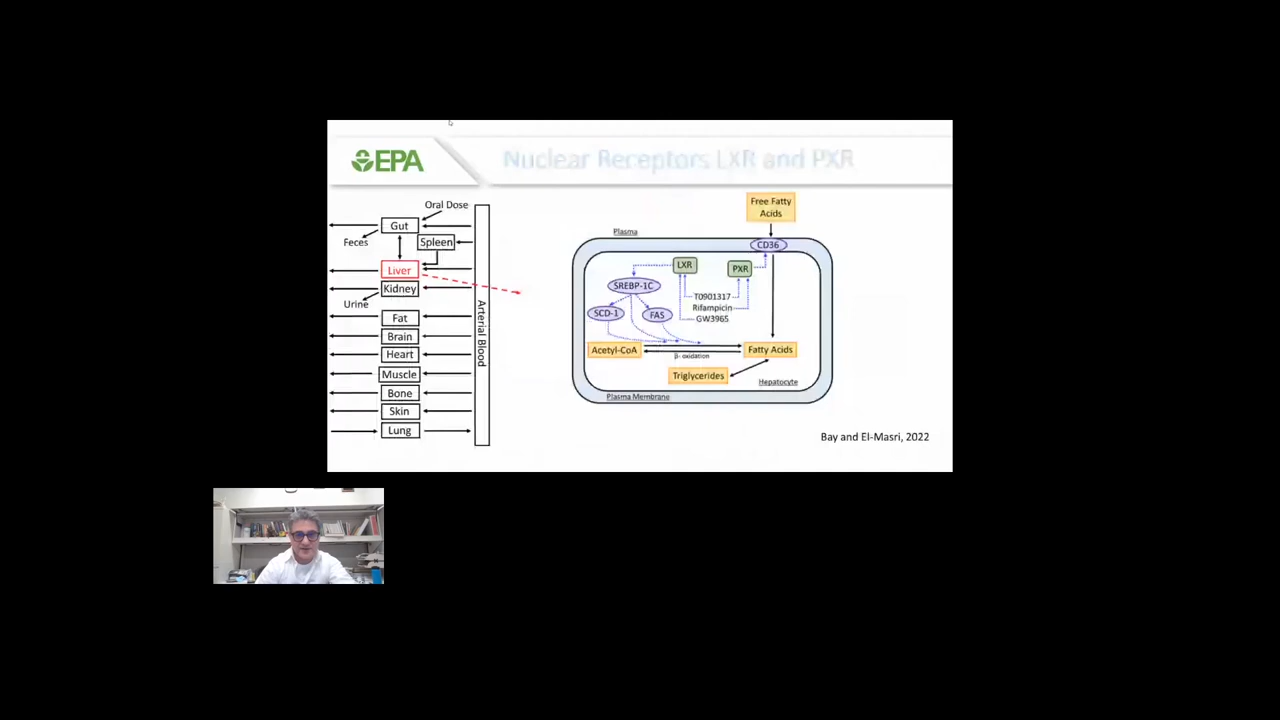 EPA
Nuclear Receptors LXR and PXR
Oral Dose
Gut
Feces
Spleen
Liver
Kidney
Urine
Fat
Brain
Heart
Muscle
Bone
Skin
Lung
Arterial Blood
Free Fatty
Acids
Plasma
CD36
LXR
PXR
SREBP-1C
T0901317
Rifampicin
GW3965
SCD-1
FAS
Acetyl-CoA
β- oxidation
Fatty Acids
Triglycerides
Hepatocyte
Plasma Membrane
Bay and El-Masri, 2022